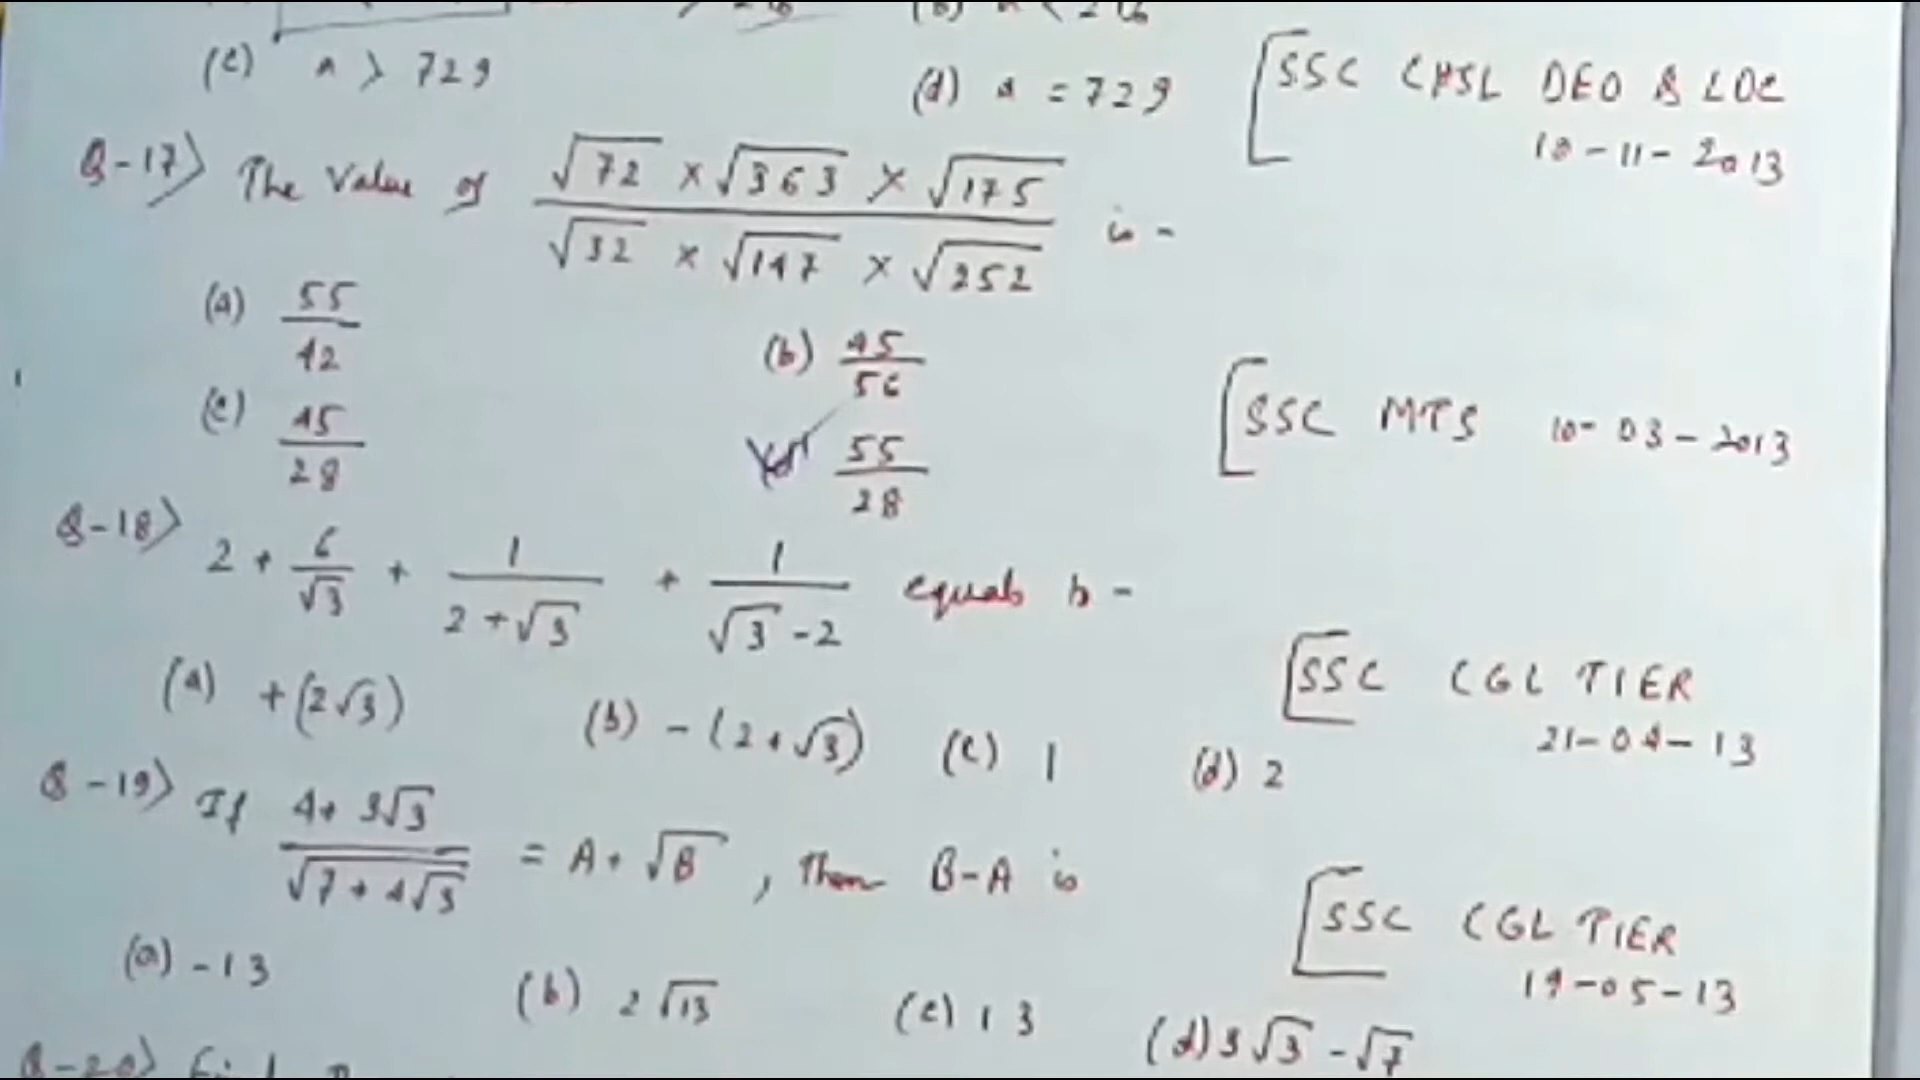 (c) a > 729
(d) a = 729
[SSC CHSL DEO & LDC
10-11-2013
Q-17) The Value of (√72 × √363 × √175) / (√32 × √147 × √252) is -
(a) 55/42
(b) 45/56
(c) 45/28
55/28
[SSC MTS 10-03-2013
Q-18) 2 + 6/√3 + 1/(2+√3) + 1/(√3-2) equals to -
(a) +(2√3)
(b) -(2+√3)
(c) 1
(d) 2
[SSC CGL TIER
21-04-13
Q-19) If (4+3√3)/√(7+4√3) = A+√B, then B-A is
(a) -13
(b) 2√13
(c) 13
(d) 3√3-√7
[SSC CGL TIER
19-05-13
Q-20)